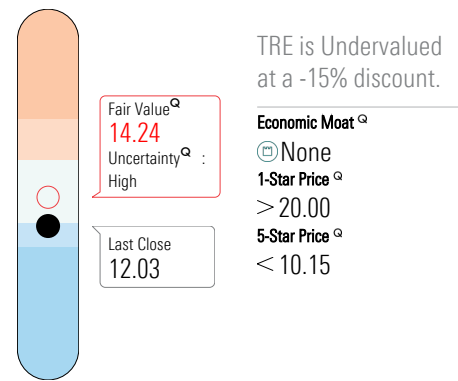 TRE is Undervalued
at a -15% discount.
Fair Value Q
14.24
Uncertainty Q :
High
Last Close
12.03
Economic Moat Q
None
1-Star Price Q
>20.00
5-Star Price Q
<10.15